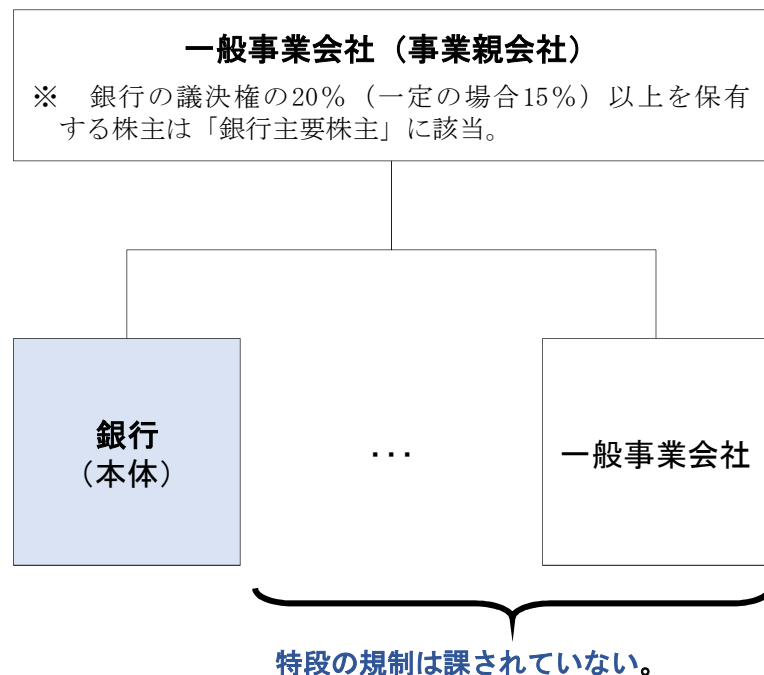 一般事業会社（事業親会社）
※　銀行の議決権の20％（一定の場合15％）以上を保有
する株主は「銀行主要株主」に該当。
銀行
（本体）
･･･
一般事業会社
特段の規制は課されていない。